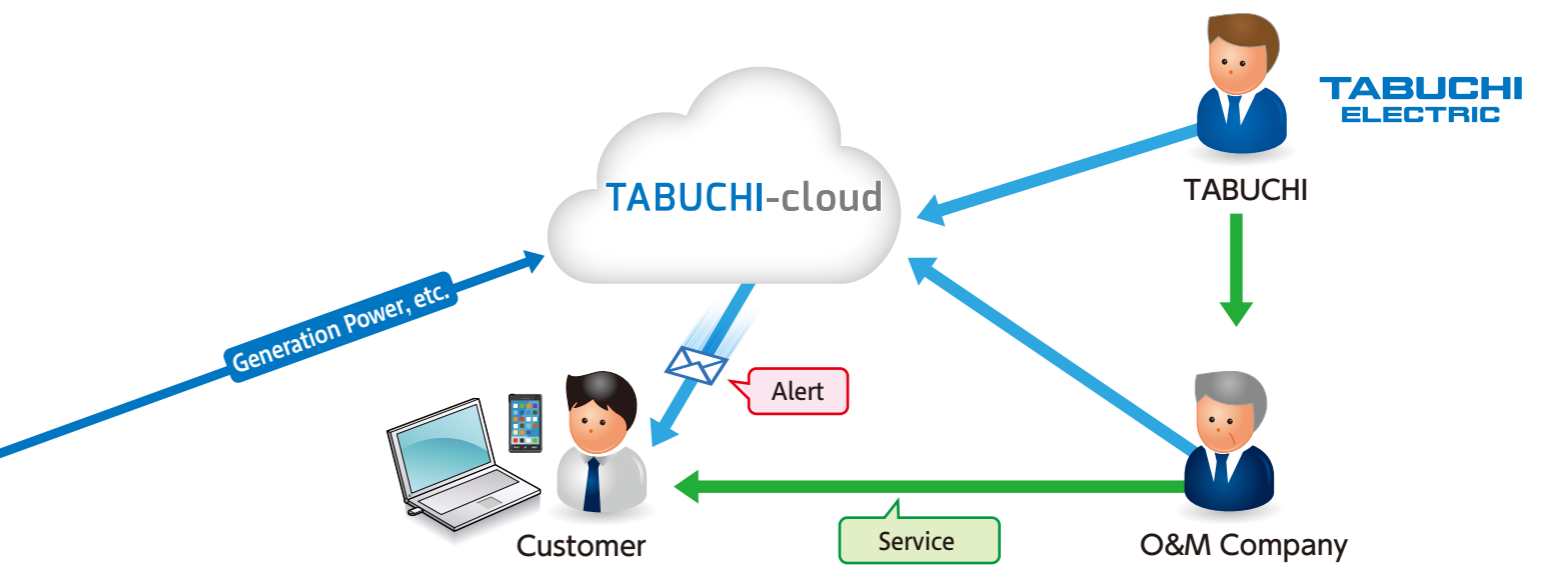 TABUCHI
ELECTRIC
TABUCHI
TABUCHI-cloud
Generation Power, etc.
Alert
Service
Customer
O&M Company